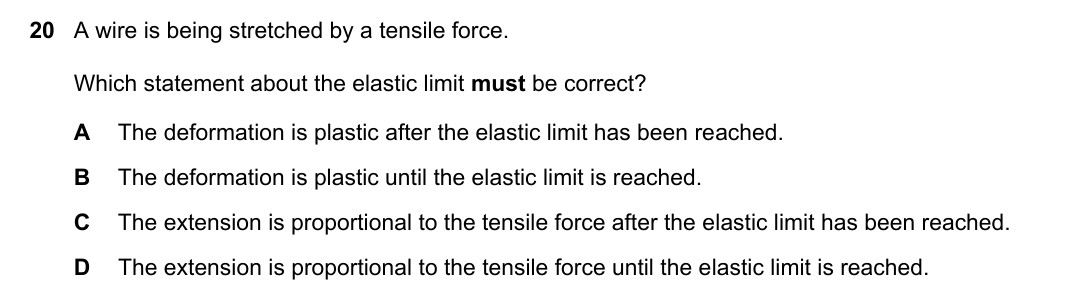 20 A wire is being stretched by a tensile force.
Which statement about the elastic limit must be correct?
A The deformation is plastic after the elastic limit has been reached.
B The deformation is plastic until the elastic limit is reached.
C The extension is proportional to the tensile force after the elastic limit has been reached.
D The extension is proportional to the tensile force until the elastic limit is reached.